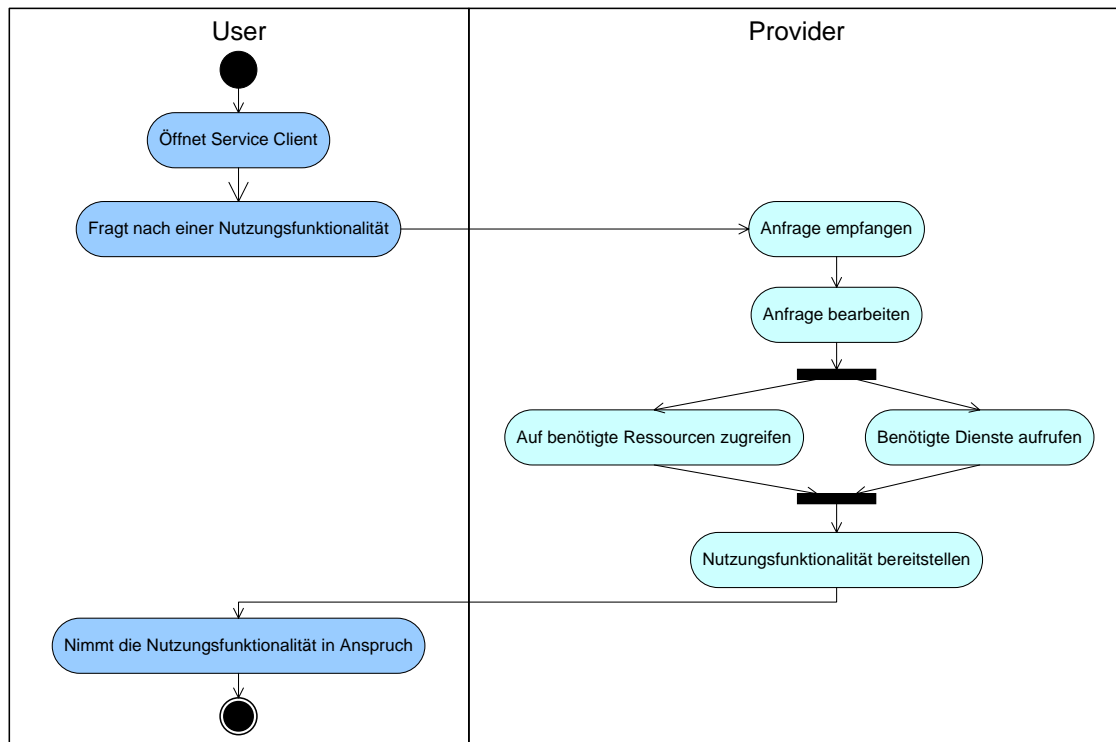 User
Provider
Öffnet Service Client
Fragt nach einer Nutzungsfunktionalität
Anfrage empfangen
Anfrage bearbeiten
Auf benötigte Ressourcen zugreifen
Benötigte Dienste aufrufen
Nutzungsfunktionalität bereitstellen
Nimmt die Nutzungsfunktionalität in Anspruch